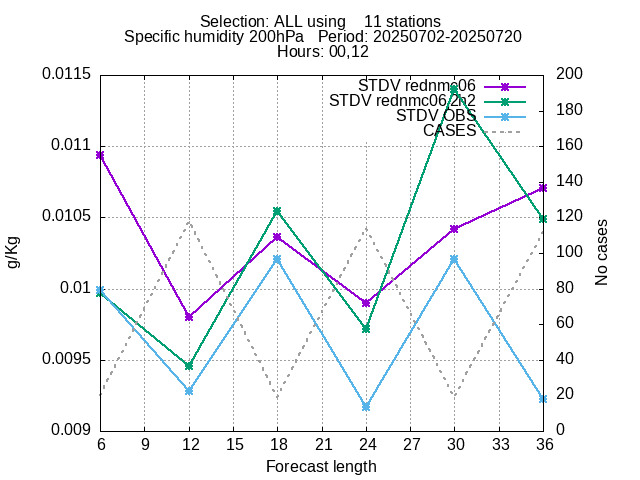 Selection: ALL using    11 stations
Specific humidity 200hPa   Period: 20250702-20250720
Hours: 00,12
STDV rednmc06
STDV rednmc06_2h2
STDV OBS
CASES
0.0115
0.011
0.0105
0.01
0.0095
0.009
g/Kg
200
180
160
140
120
100
80
60
40
20
0
No cases
6 9 12 15 18 21 24 27 30 33 36
Forecast length